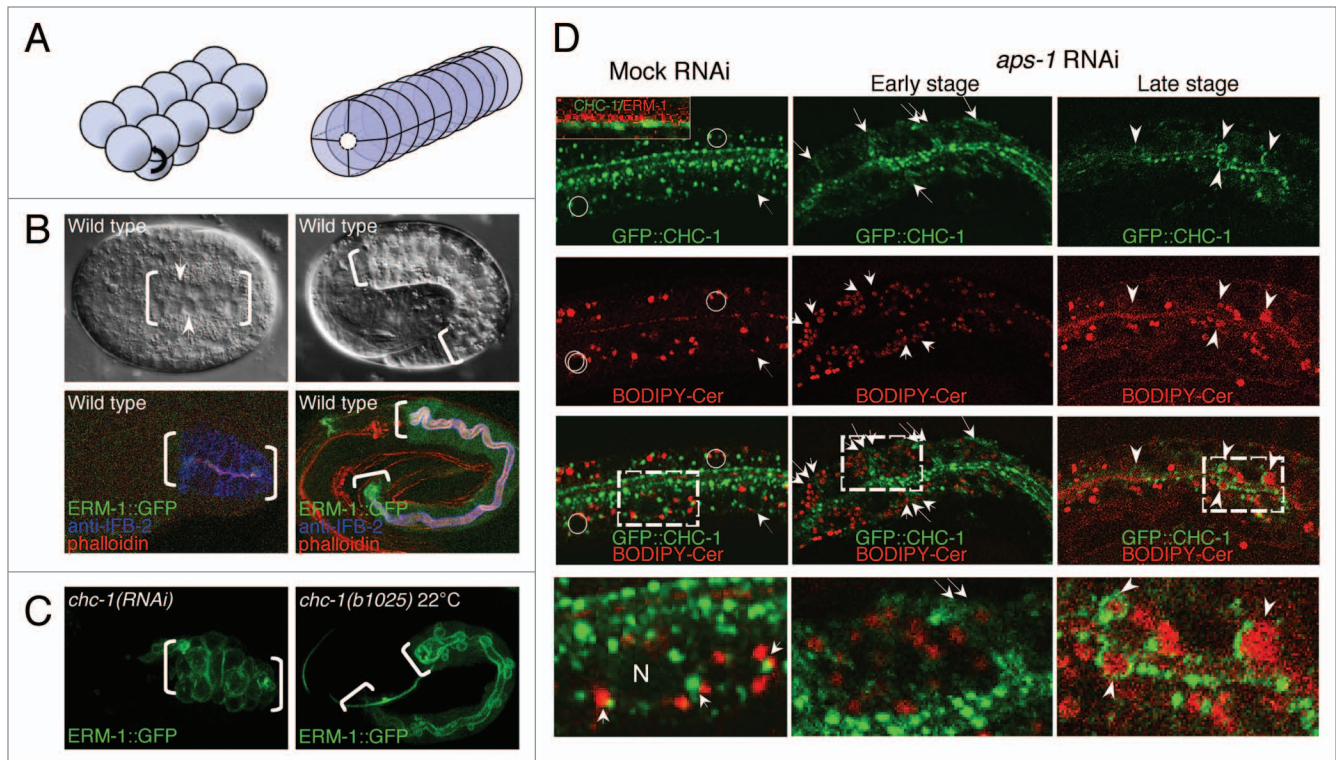 A
B
Wild type
Wild type
Wild type
ERM-1::GFP
anti-IFB-2
phalloidin
Wild type
ERM-1::GFP
anti-IFB-2
phalloidin
C
chc-1(RNAi)
ERM-1::GFP
chc-1(b1025) 22°C
ERM-1::GFP
D
Mock RNAi
aps-1 RNAi
Early stage
Late stage
CHC-1/ERM-1
GFP::CHC-1
GFP::CHC-1
GFP::CHC-1
BODIPY-Cer
BODIPY-Cer
BODIPY-Cer
GFP::CHC-1
BODIPY-Cer
GFP::CHC-1
BODIPY-Cer
GFP::CHC-1
BODIPY-Cer
N